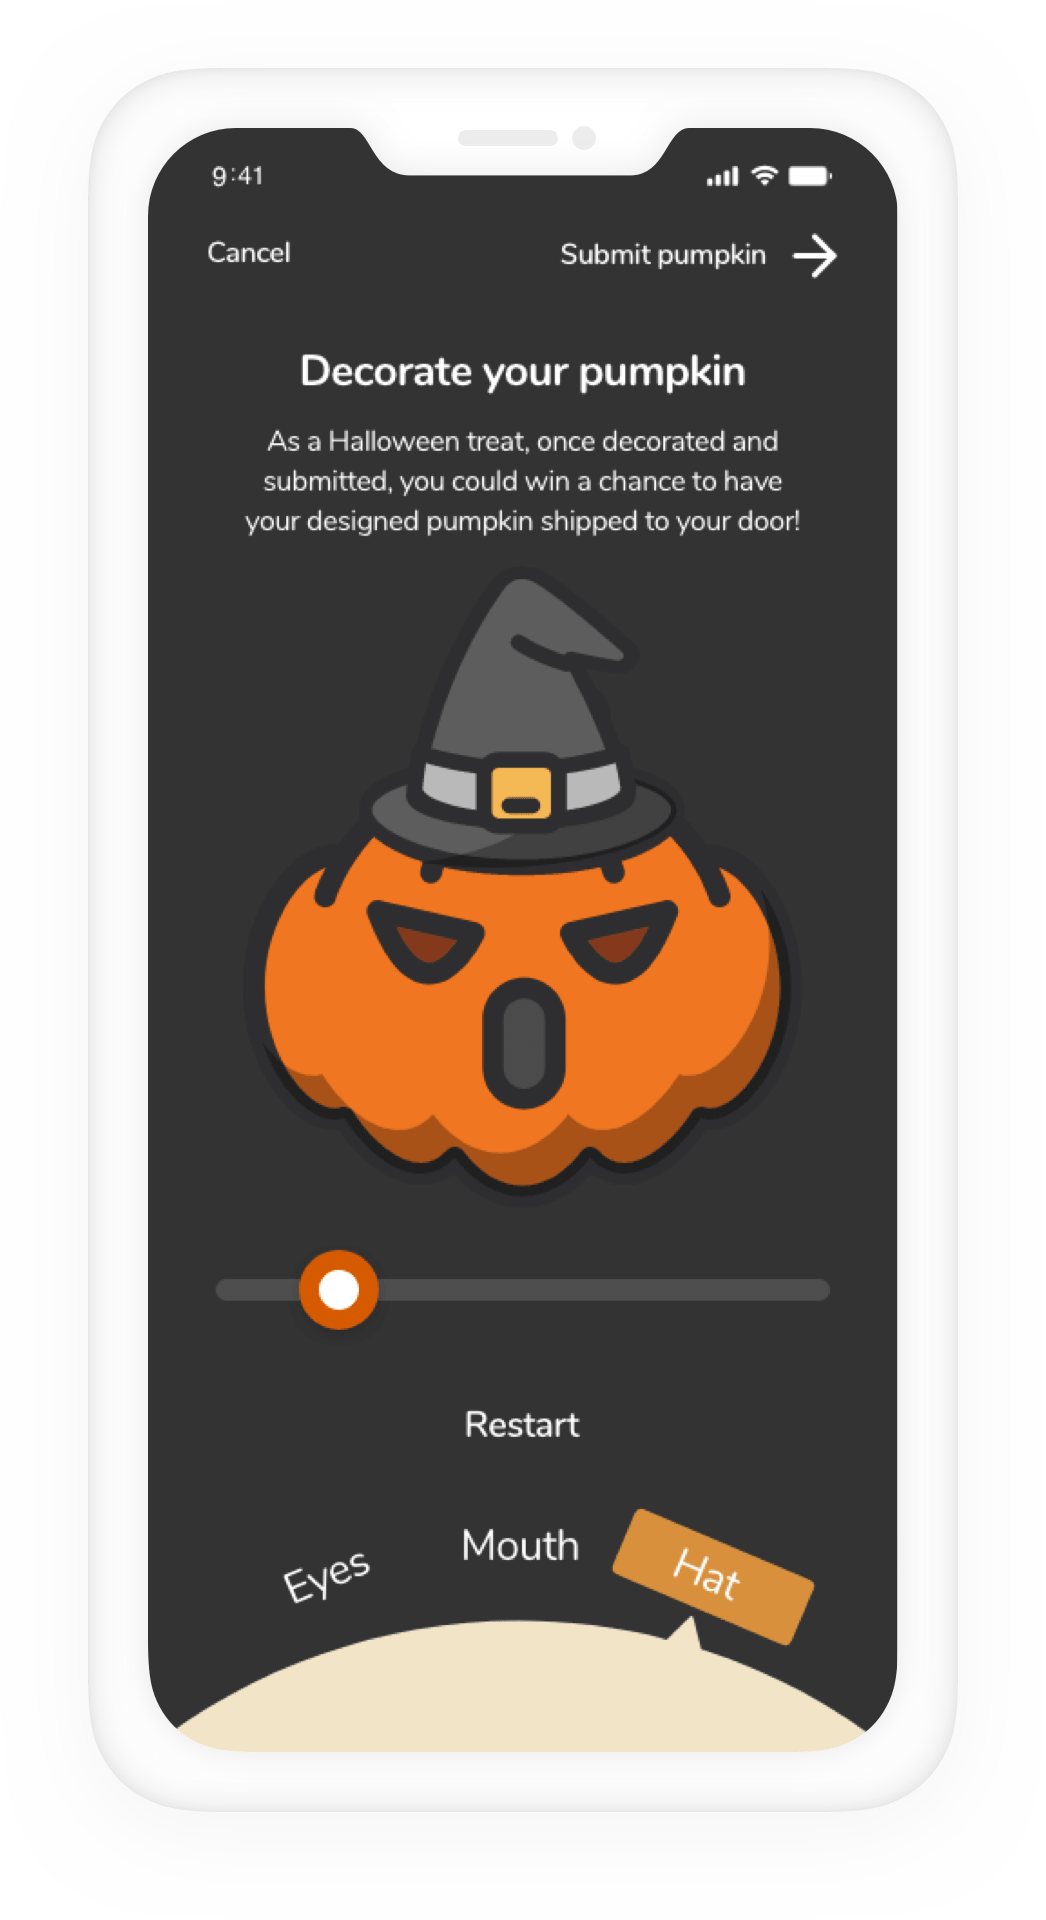 9:41
Cancel
Submit pumpkin
Decorate your pumpkin
As a Halloween treat, once decorated and
submitted, you could win a chance to have
your designed pumpkin shipped to your door!
Restart
Eyes
Mouth
Hat